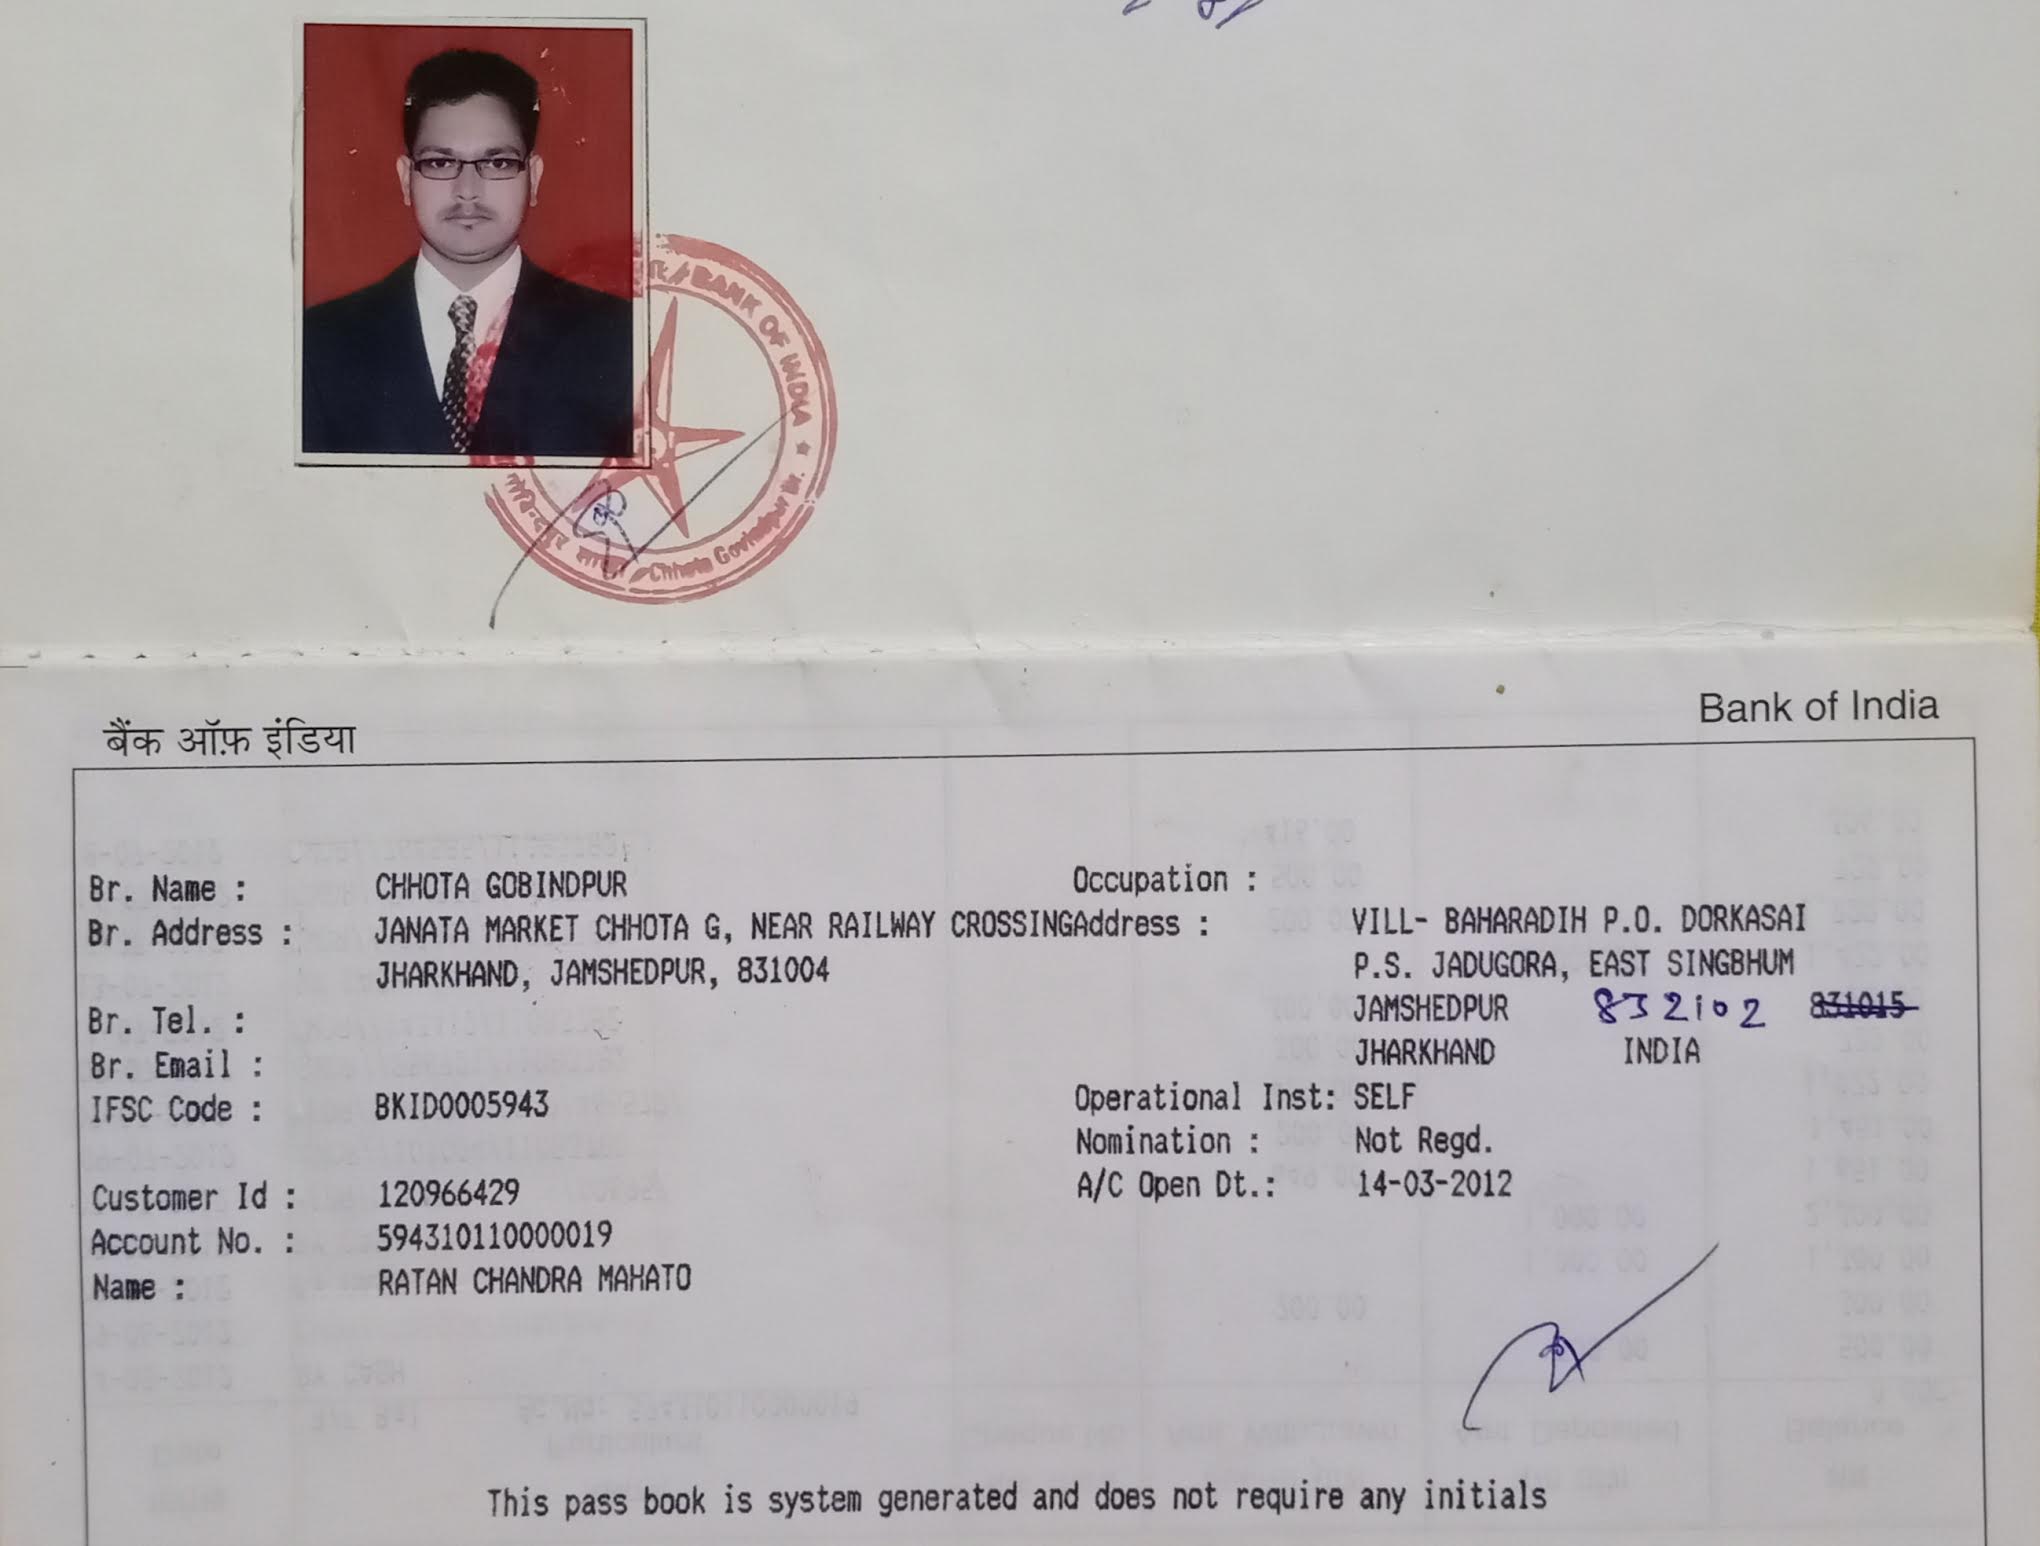 BANK OF INDIA
Chhota Govindpur
बैंक ऑफ़ इंडिया Bank of India
Br. Name : CHHOTA GOBINDPUR Occupation :
Br. Address : JANATA MARKET CHHOTA G, NEAR RAILWAY CROSSINGAddress : VILL- BAHARADIH P.O. DORKASAI
JHARKHAND, JAMSHEDPUR, 831004 P.S. JADUGORA, EAST SINGBHUM
Br. Tel. : JAMSHEDPUR 832102 831015
Br. Email : JHARKHAND INDIA
IFSC Code : BKID0005943 Operational Inst: SELF
Nomination : Not Regd.
Customer Id : 120966429 A/C Open Dt.: 14-03-2012
Account No. : 594310110000019
Name : RATAN CHANDRA MAHATO
This pass book is system generated and does not require any initials